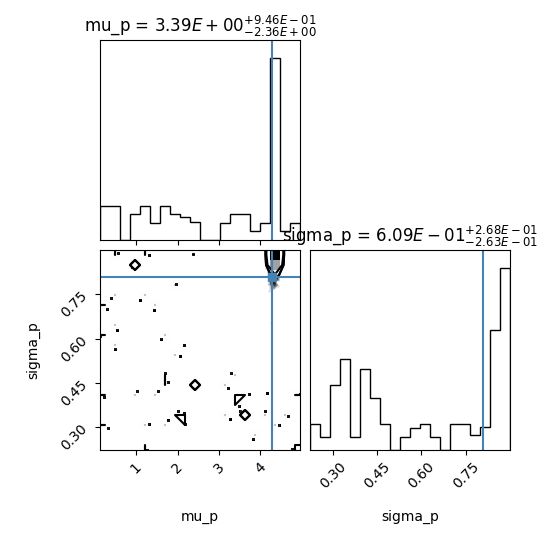 mu_p = 3.39E+00+9.46E−01 −2.36E+00
sigma_p = 6.09E−01+2.68E−01 −2.63E−01
sigma_p
0.75
0.60
0.45
0.30
1 2 3 4
0.30 0.45 0.60 0.75
mu_p
sigma_p